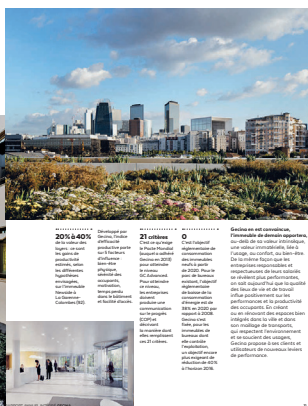 20% à 40%
de la valeur des
loyers : ce sont
les gains de
productivité
estimés, selon
les différentes
hypothèses
envisagées,
sur l'immeuble
Newside à
La Garenne-
Colombes (92).
Développé par
Gecina, l'indice
d'efficacité
productive porte
sur 5 facteurs
d'influence :
bien-être
physique,
sérénité des
occupants,
motivation,
temps perdu
dans le bâtiment
et facilité d'accès.
21 critères
C'est ce qu'exige
le Pacte Mondial
(auquel a adhéré
Gecina en 2013)
pour atteindre
le niveau
GC Advanced.
Pour atteindre
ce niveau,
les entreprises
doivent
produire une
communication
sur le progrès
(COP) et
décrivant
la manière dont
elles remplissent
ces 21 critères.
0
C'est l'objectif
réglementaire de
consommation
des immeubles
neufs à partir
de 2020. Pour le
parc de bureaux
existant, l'objectif
réglementaire
de baisse de la
consommation
d'énergie est de
38% en 2020 par
rapport à 2008.
Gecina s'est
fixée, pour les
immeubles de
bureaux dont
elle contrôle
l'exploitation,
un objectif encore
plus exigeant de
réduction de 40%
à l'horizon 2016.
Gecina en est convaincue,
l'immeuble de demain apportera,
au-delà de sa valeur intrinsèque,
une valeur immatérielle, liée à
l'usage, au confort, au bien-être.
De la même façon que les
entreprises responsables et
respectueuses de leurs salariés
se révèlent plus performantes,
on sait aujourd'hui que la qualité
des lieux de vie et de travail
influe positivement sur les
performances et la productivité
des occupants. En créant
ou en rénovant des espaces bien
intégrés dans la ville et dans
son maillage de transports,
qui respectent l'environnement
et se soucient des usagers,
Gecina propose à ses clients et
utilisateurs de nouveaux leviers
de performance.